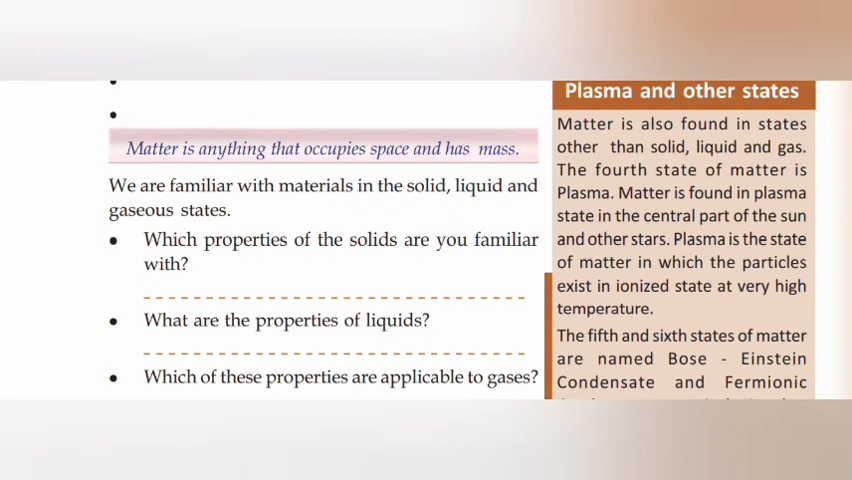 •
•
Matter is anything that occupies space and has mass.
We are familiar with materials in the solid, liquid and
gaseous states.
• Which properties of the solids are you familiar
with?
• What are the properties of liquids?
• Which of these properties are applicable to gases?
Plasma and other states
Matter is also found in states
other than solid, liquid and gas.
The fourth state of matter is
Plasma. Matter is found in plasma
state in the central part of the sun
and other stars. Plasma is the state
of matter in which the particles
exist in ionized state at very high
temperature.
The fifth and sixth states of matter
are named Bose - Einstein
Condensate and Fermionic